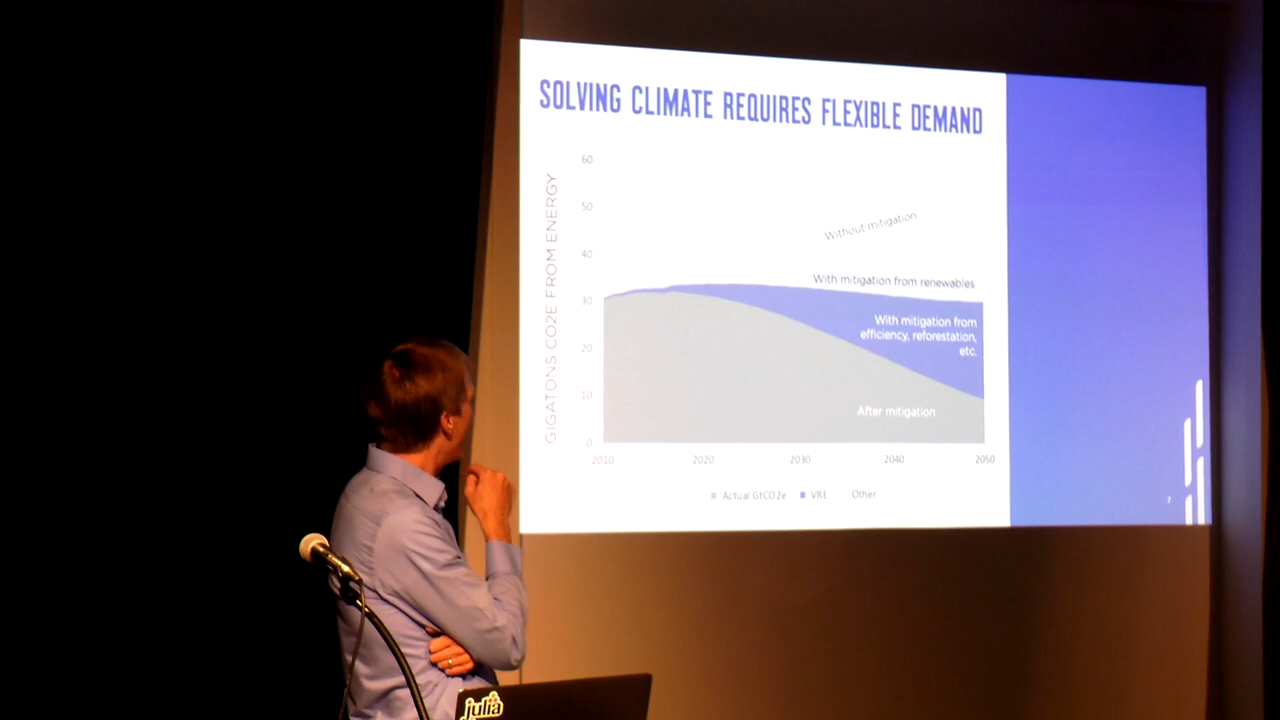 SOLVING CLIMATE REQUIRES FLEXIBLE DEMAND
GIGATONS CO2E FROM ENERGY
60
50
40
30
20
10
0
Without mitigation
With mitigation from renewables
With mitigation from
efficiency, reforestation,
etc.
After mitigation
2010 2020 2030 2040 2050
Actual GtCO2e VRE Other
7
julia